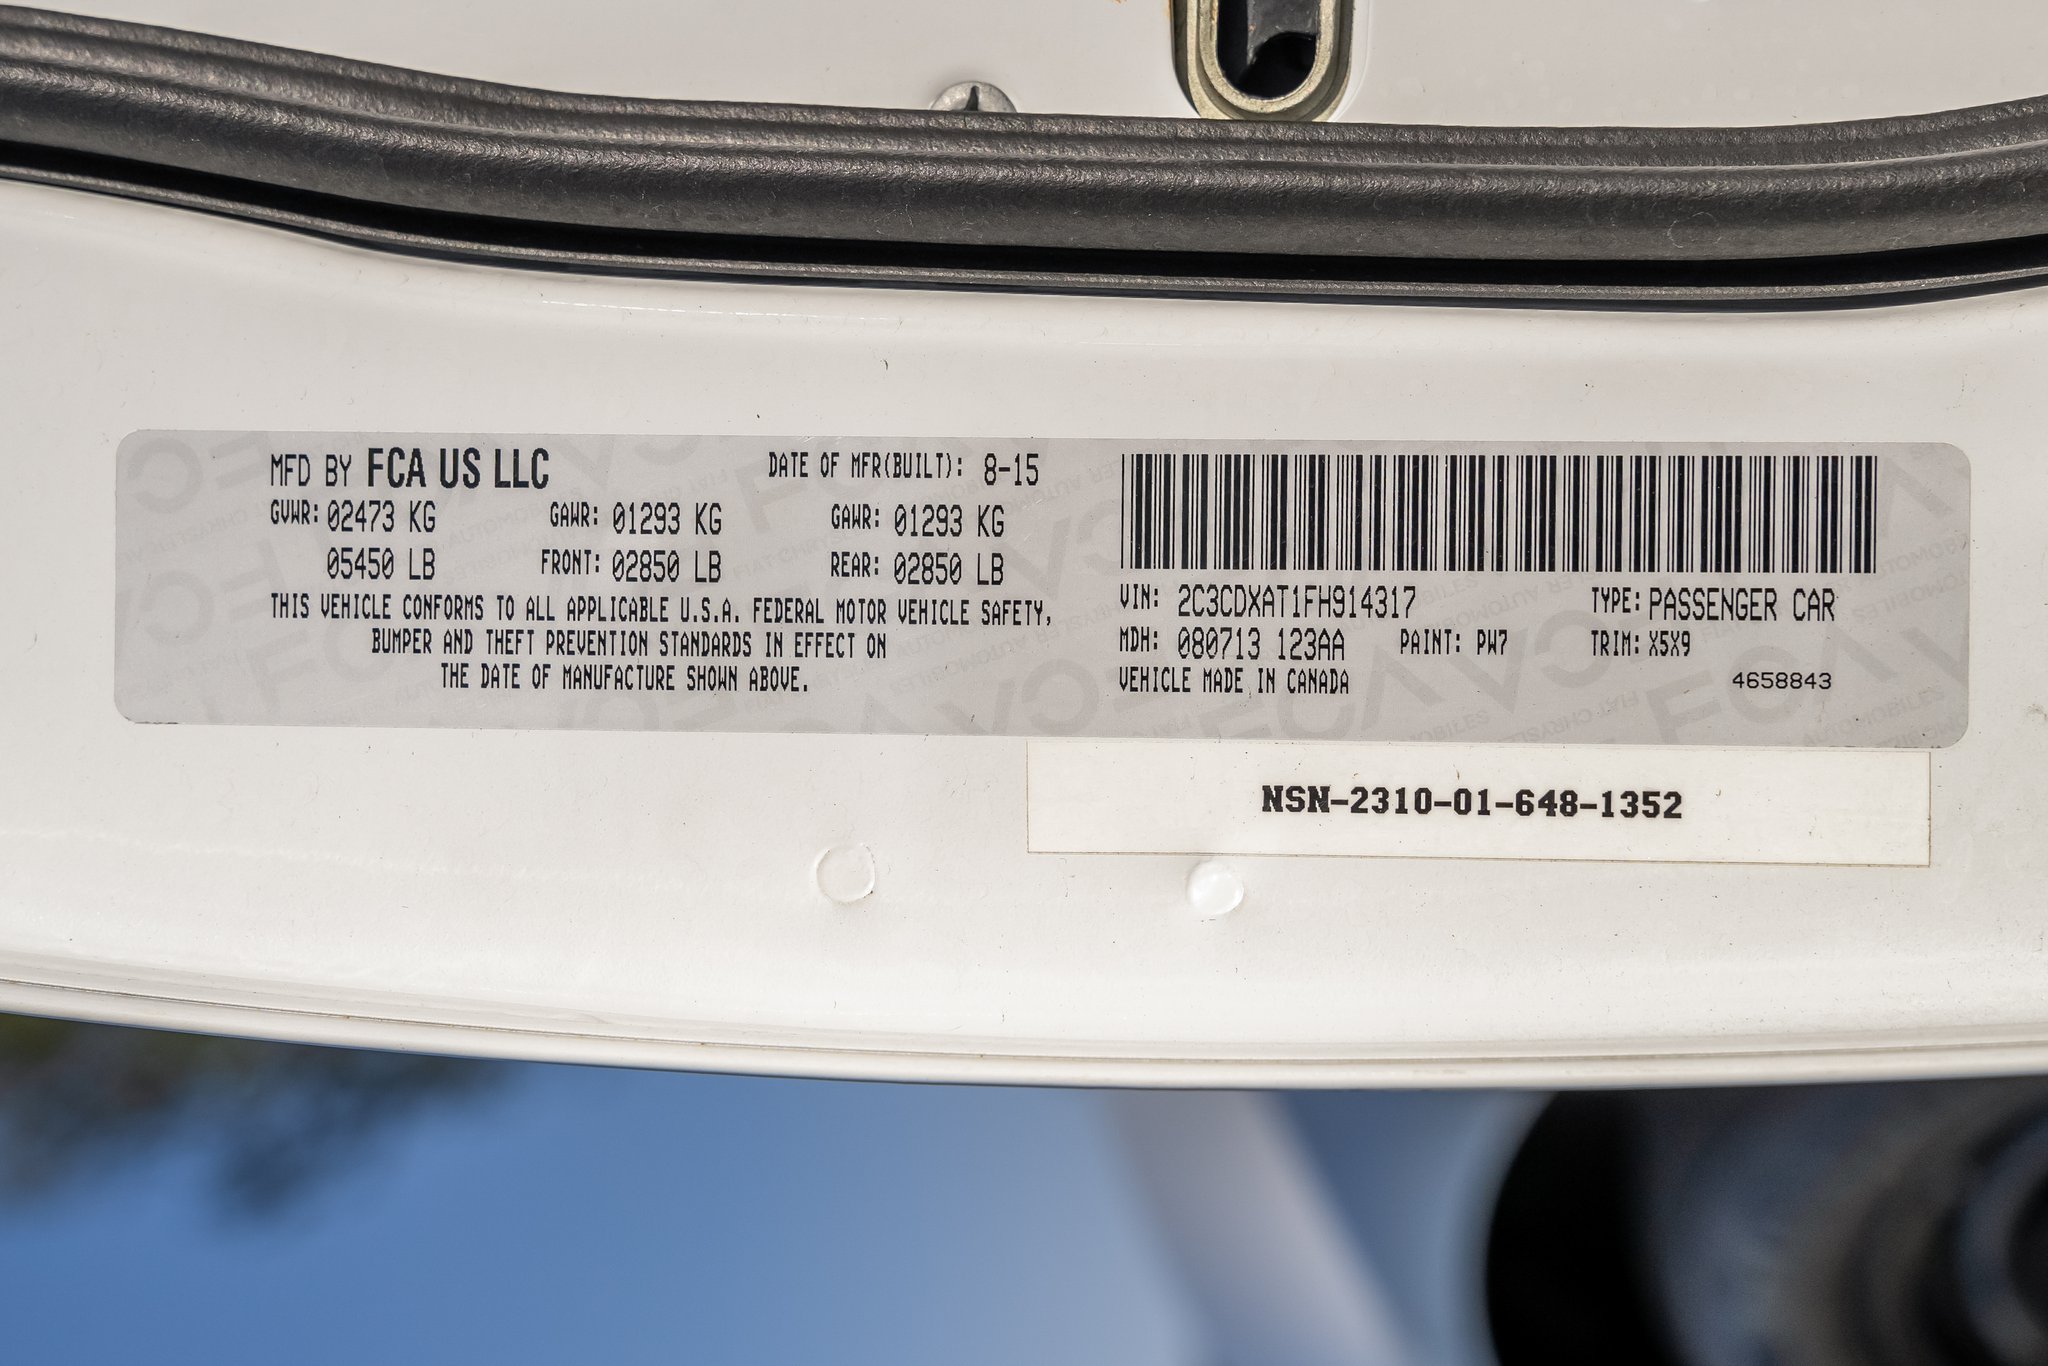 MFD BY FCA US LLC DATE OF MFR(BUILT): 8-15
GVWR: 02473 KG GAWR: 01293 KG GAWR: 01293 KG
05450 LB FRONT: 02850 LB REAR: 02850 LB
THIS VEHICLE CONFORMS TO ALL APPLICABLE U.S.A. FEDERAL MOTOR VEHICLE SAFETY,
BUMPER AND THEFT PREVENTION STANDARDS IN EFFECT ON
THE DATE OF MANUFACTURE SHOWN ABOVE.
VIN: 2C3CDXAT1FH914317 TYPE: PASSENGER CAR
MDH: 080713 123AA PAINT: PW7 TRIM: X5X9
VEHICLE MADE IN CANADA 4658843
NSN-2310-01-648-1352